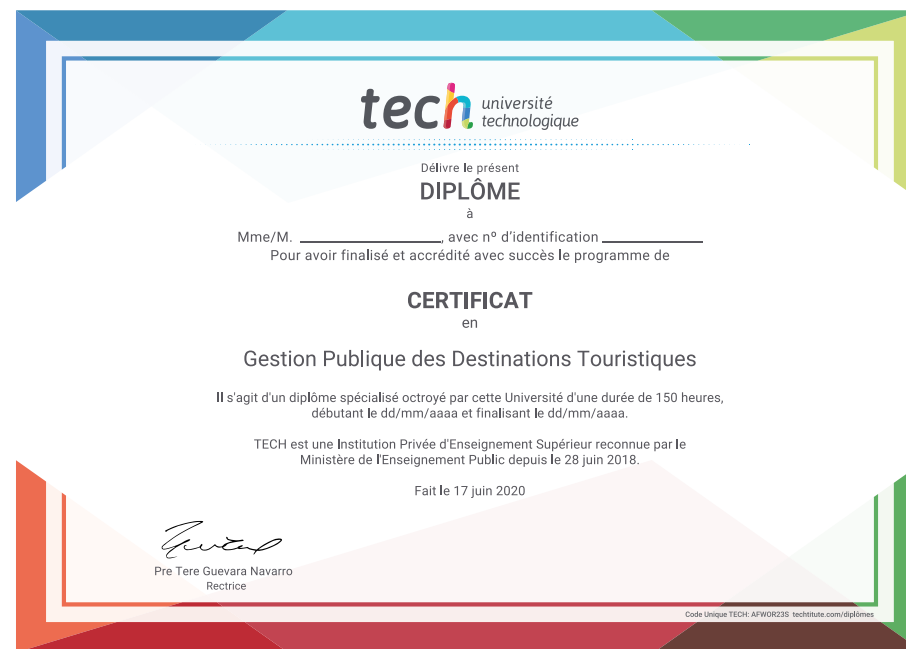 tech université
technologique
Délivre le présent
DIPLÔME
à
Mme/M. ____________________, avec nº d'identification ______________
Pour avoir finalisé et accrédité avec succès le programme de
CERTIFICAT
en
Gestion Publique des Destinations Touristiques
Il s'agit d'un diplôme spécialisé octroyé par cette Université d'une durée de 150 heures,
débutant le dd/mm/aaaa et finalisant le dd/mm/aaaa.
TECH est une Institution Privée d'Enseignement Supérieur reconnue par le
Ministère de l'Enseignement Public depuis le 28 juin 2018.
Fait le 17 juin 2020
Pre Tere Guevara Navarro
Rectrice
Code Unique TECH: AFWOR23S techtitute.com/diplômes